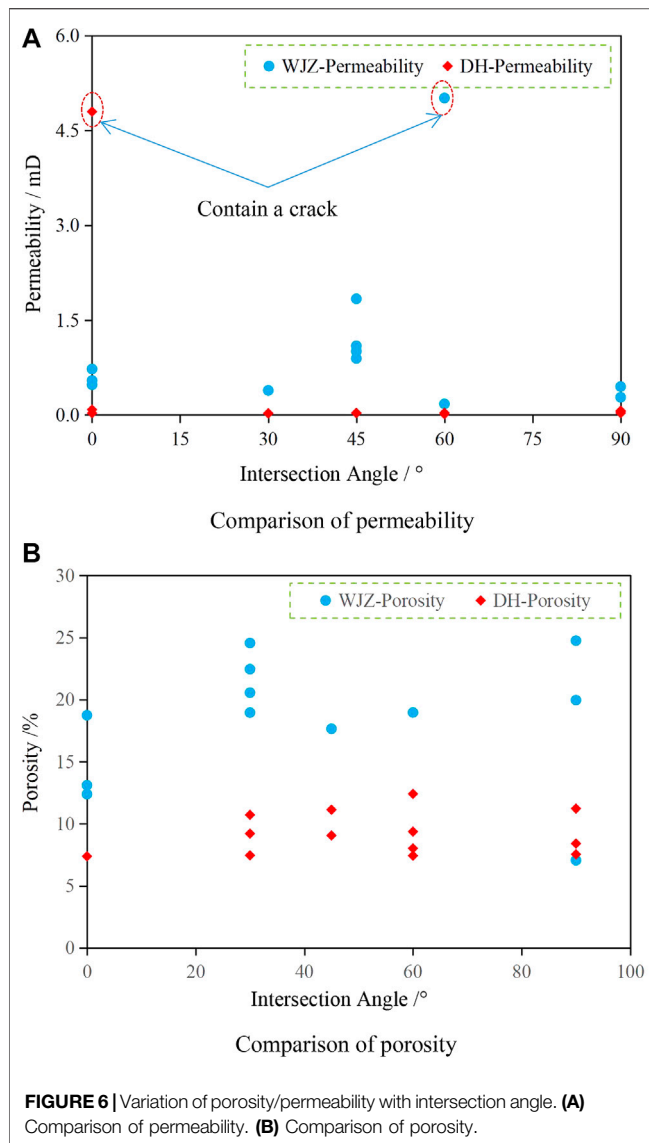 A
6.0
WJZ-Permeability DH-Permeability
4.5
Contain a crack
3.0
1.5
0.0
Permeability / mD
0 15 30 45 60 75 90
Intersection Angle / °
Comparison of permeability
B
30
WJZ-Porosity DH-Porosity
25
20
15
10
5
0
Porosity /%
0 20 40 60 80 100
Intersection Angle /°
Comparison of porosity
FIGURE 6 | Variation of porosity/permeability with intersection angle. (A)
Comparison of permeability. (B) Comparison of porosity.